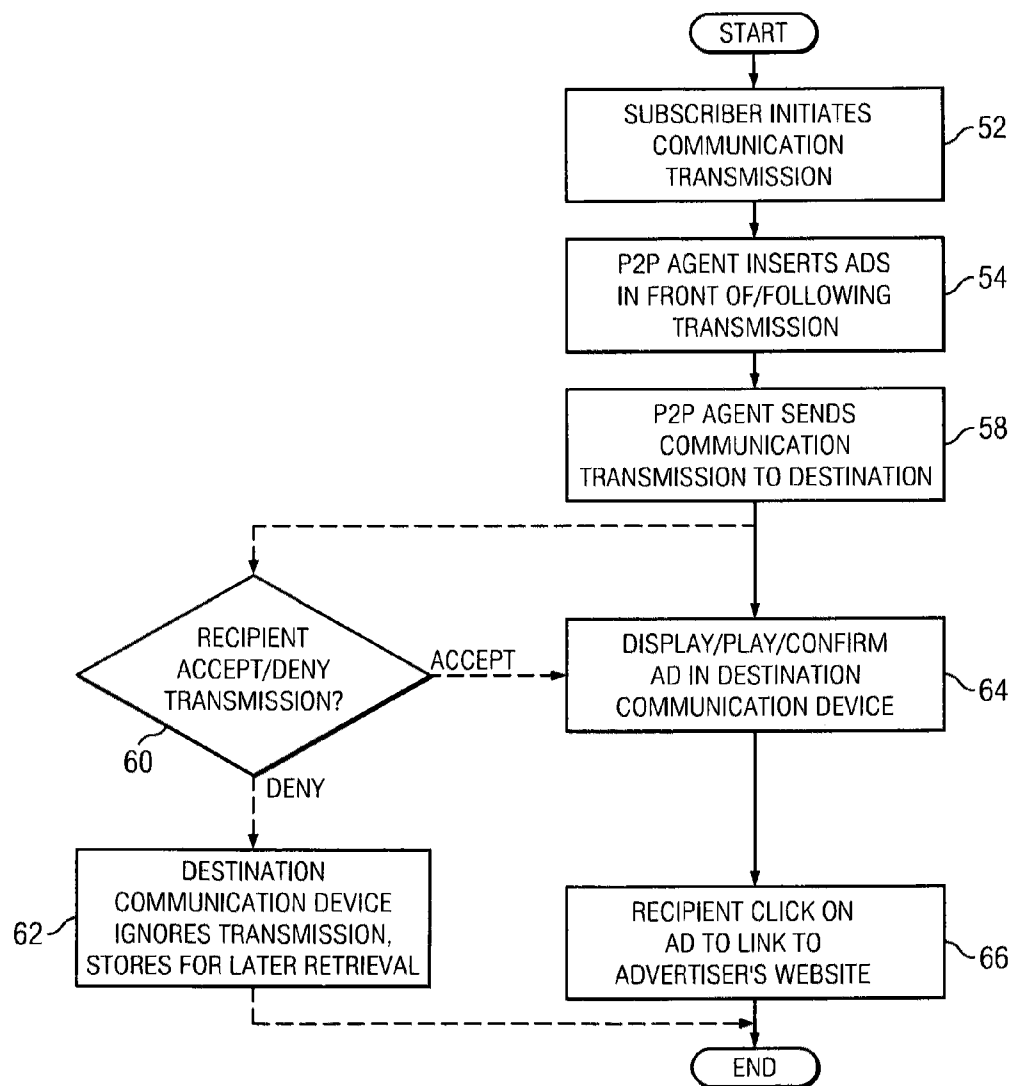 START
SUBSCRIBER INITIATES
COMMUNICATION
TRANSMISSION
52
P2P AGENT INSERTS ADS
IN FRONT OF/FOLLOWING
TRANSMISSION
54
P2P AGENT SENDS
COMMUNICATION
TRANSMISSION TO DESTINATION
58
RECIPIENT
ACCEPT/DENY
TRANSMISSION?
60
ACCEPT
DENY
DISPLAY/PLAY/CONFIRM
AD IN DESTINATION
COMMUNICATION DEVICE
64
DESTINATION
COMMUNICATION DEVICE
IGNORES TRANSMISSION,
STORES FOR LATER RETRIEVAL
62
RECIPIENT CLICK ON
AD TO LINK TO
ADVERTISER'S WEBSITE
66
END